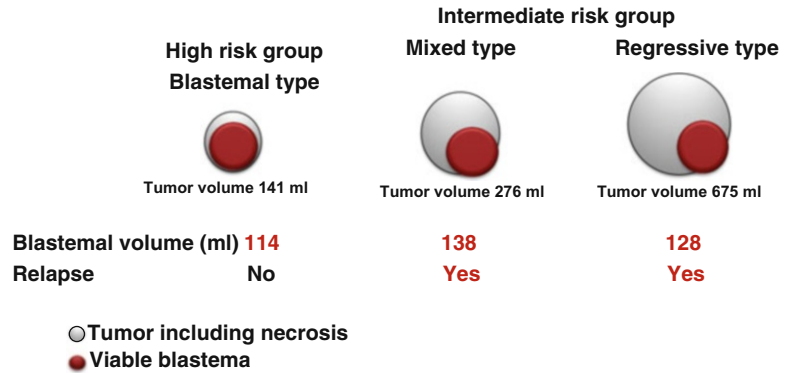 Intermediate risk group
High risk group Mixed type Regressive type
Blastemal type
Tumor volume 141 ml Tumor volume 276 ml Tumor volume 675 ml
Blastemal volume (ml) 114 138 128
Relapse No Yes Yes
Tumor including necrosis
Viable blastema